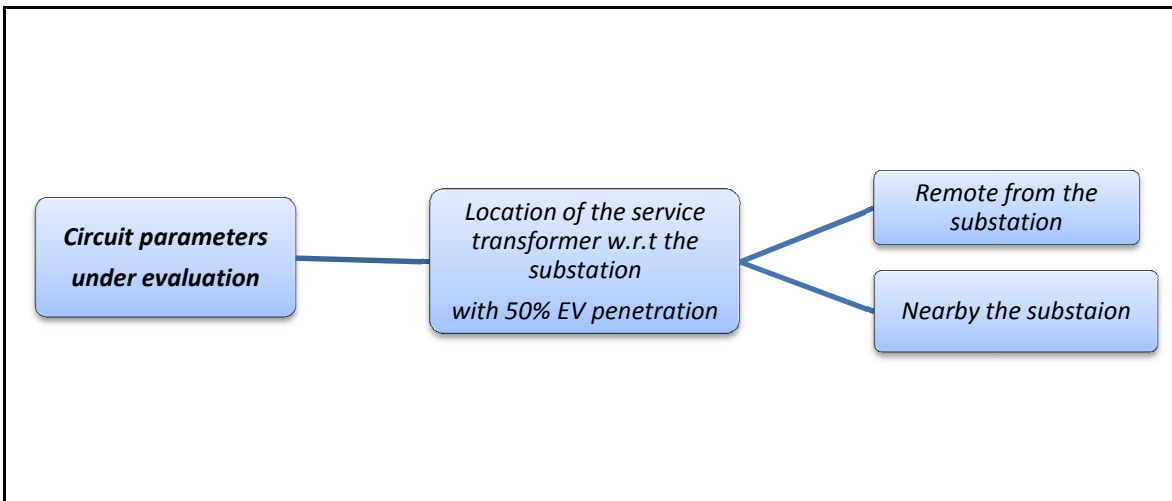 Circuit parameters
under evaluation
Location of the service
transformer w.r.t the
substation
with 50% EV penetration
Remote from the
substation
Nearby the substaion